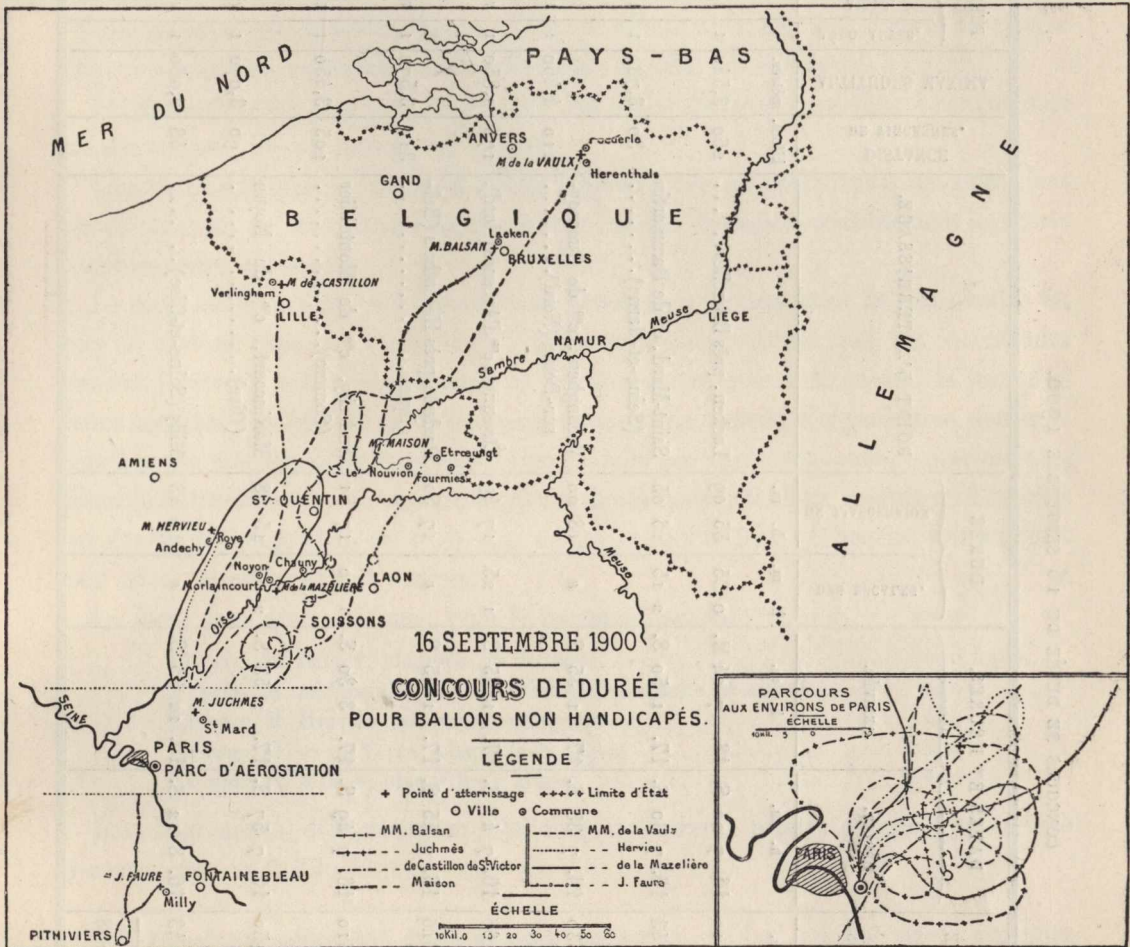 MER DU NORD
PAYS-BAS
ANVERS
M de la VAULX
Herenthals
GAND
BELGIQUE
ALLEMAGNE
Laeken
M. BALSAN
BRUXELLES
M de CASTILLON
Verlinghem
LILLE
Meuse
LIÈGE
NAMUR
Sambre
M. MAISON
Etrœungt
AMIENS
Le Nouvion
Fourmies
St QUENTIN
M. HERVIEU
Roye
Andechy
Noyon
Chauny
Morlaincourt
M de la MAZELIÈRE
LAON
Meuse
Oise
SOISSONS
16 SEPTEMBRE 1900
CONCOURS DE DURÉE
POUR BALLONS NON HANDICAPÉS.
SEINE
M. JUCHMES
St Mard
PARIS
PARC D'AÉROSTATION
LÉGENDE
Point d'atterrissage
Limite d'État
Ville
Commune
MM. Balsan
- - Juchmès
- - de Castillon de St Victor
- - Maison
MM. de la Vaulx
- - Hervieu
- - de la Mazelière
- - J. Faure
J. FAURE
FONTAINEBLEAU
Milly
PITHIVIERS
ÉCHELLE
10Kil. 0 10 20 30 40 50 60
PARCOURS
AUX ENVIRONS DE PARIS
ÉCHELLE
10Kil. 5 0
PARIS